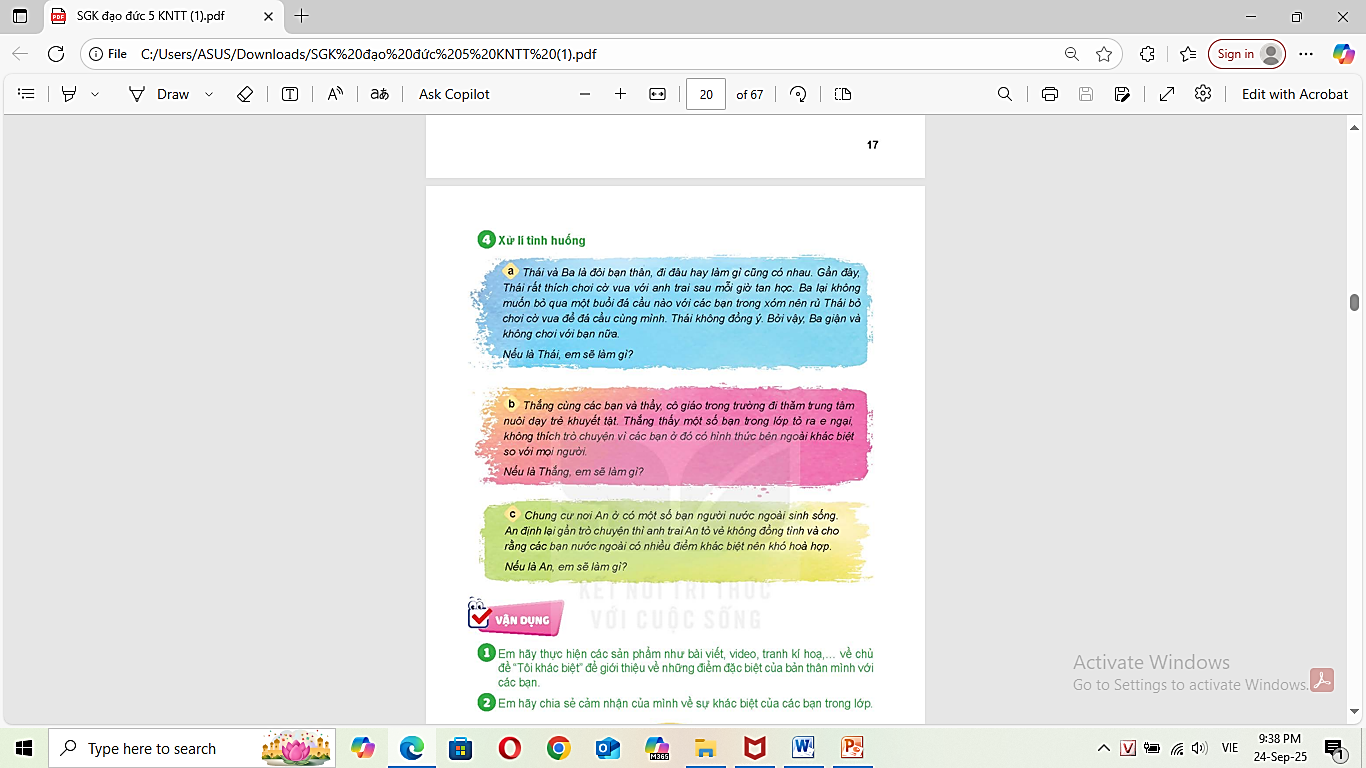 SGK đạo đức 5 KNTT (1).pdf
File C:/Users/ASUS/Downloads/SGK%20đạo%20đức%205%20KNTT%20(1).pdf
Sign in
Draw
aあ
Ask Copilot
20 of 67
Edit with Acrobat
17
4 Xử lí tình huống
a Thái và Ba là đôi bạn thân, đi đâu hay làm gì cũng có nhau. Gần đây,
Thái rất thích chơi cờ vua với anh trai sau mỗi giờ tan học. Ba lại không
muốn bỏ qua một buổi đá cầu nào với các bạn trong xóm nên rủ Thái bỏ
chơi cờ vua để đá cầu cùng mình. Thái không đồng ý. Bởi vậy, Ba giận và
không chơi với bạn nữa.
Nếu là Thái, em sẽ làm gì?
b Thắng cùng các bạn và thầy, cô giáo trong trường đi thăm trung tâm
nuôi dạy trẻ khuyết tật. Thắng thấy một số bạn trong lớp tỏ ra e ngại,
không thích trò chuyện vì các bạn ở đó có hình thức bên ngoài khác biệt
so với mọi người.
Nếu là Thắng, em sẽ làm gì?
c Chung cư nơi An ở có một số bạn người nước ngoài sinh sống.
An định lại gần trò chuyện thì anh trai An tỏ vẻ không đồng tình và cho
rằng các bạn nước ngoài có nhiều điểm khác biệt nên khó hoà hợp.
Nếu là An, em sẽ làm gì?
KẾT NỐI TRI THỨC
VỚI CUỘC SỐNG
VẬN DỤNG
1 Em hãy thực hiện các sản phẩm như bài viết, video, tranh kí hoạ,... về chủ
đề “Tôi khác biệt” để giới thiệu về những điểm đặc biệt của bản thân mình với
các bạn.
2 Em hãy chia sẻ cảm nhận của mình về sự khác biệt của các bạn trong lớp.
Activate Windows
Go to Settings to activate Windows.
Type here to search
M365
VIE
9:38 PM
24-Sep-25
1